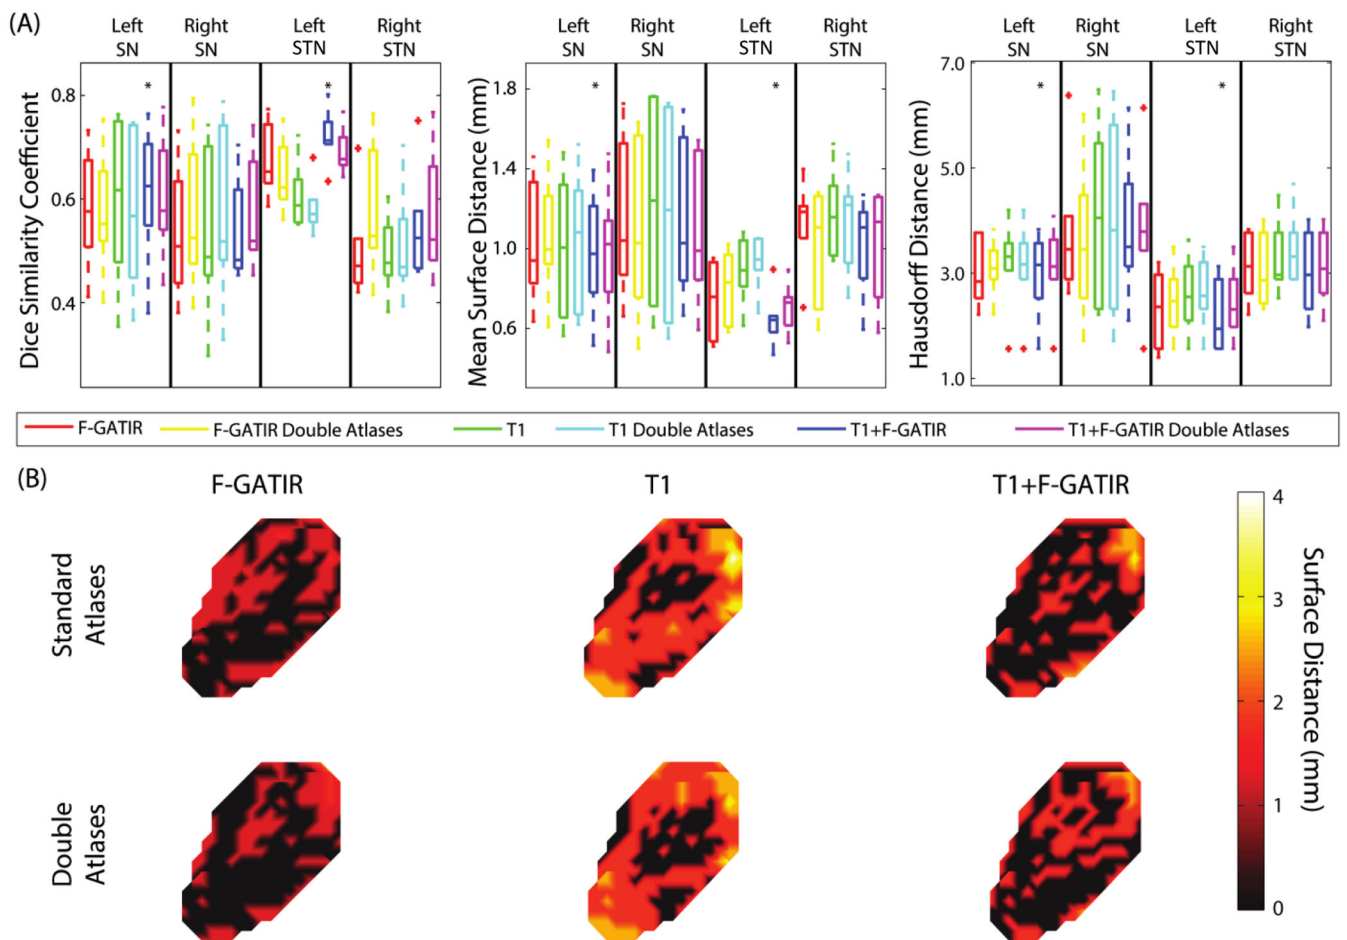 (A)
Left SN
Right SN
Left STN
Right STN
Left SN
Right SN
Left STN
Right STN
Left SN
Right SN
Left STN
Right STN
Dice Similarity Coefficient
0.8
0.6
0.4
* *
Mean Surface Distance (mm)
1.8
1.4
1.0
0.6
* *
Hausdorff Distance (mm)
7.0
5.0
3.0
1.0
* *
F-GATIR
F-GATIR Double Atlases
T1
T1 Double Atlases
T1+F-GATIR
T1+F-GATIR Double Atlases
(B)
F-GATIR
T1
T1+F-GATIR
Standard
Atlases
Double
Atlases
4
3
2
1
0
Surface Distance (mm)